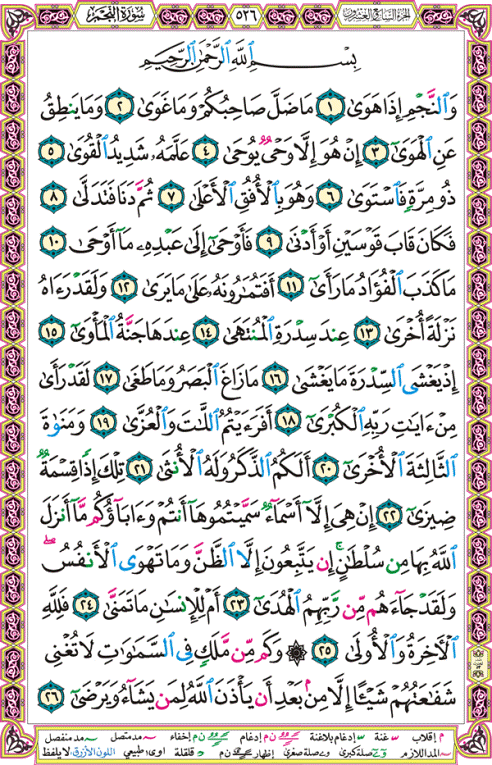 سُورَةُ النَّجْمِ ٥٢٦ الجزء السابع والعشرون
بِسْمِ ٱللَّهِ ٱلرَّحْمَٰنِ ٱلرَّحِيمِ
وَٱلنَّجْمِ إِذَا هَوَىٰ ١ مَا ضَلَّ صَاحِبُكُمْ وَمَا غَوَىٰ ٢ وَمَا يَنطِقُ
عَنِ ٱلْهَوَىٰٓ ٣ إِنْ هُوَ إِلَّا وَحْىٌ يُوحَىٰ ٤ عَلَّمَهُۥ شَدِيدُ ٱلْقُوَىٰ ٥
ذُو مِرَّةٍ فَٱسْتَوَىٰ ٦ وَهُوَ بِٱلْأُفُقِ ٱلْأَعْلَىٰ ٧ ثُمَّ دَنَا فَتَدَلَّىٰ ٨
فَكَانَ قَابَ قَوْسَيْنِ أَوْ أَدْنَىٰ ٩ فَأَوْحَىٰٓ إِلَىٰ عَبْدِهِۦ مَآ أَوْحَىٰ ١٠
مَا كَذَبَ ٱلْفُؤَادُ مَا رَأَىٰٓ ١١ أَفَتُمَٰرُونَهُۥ عَلَىٰ مَا يَرَىٰ ١٢ وَلَقَدْ رَءَاهُ
نَزْلَةً أُخْرَىٰ ١٣ عِندَ سِدْرَةِ ٱلْمُنتَهَىٰ ١٤ عِندَهَا جَنَّةُ ٱلْمَأْوَىٰٓ ١٥
إِذْ يَغْشَى ٱلسِّدْرَةَ مَا يَغْشَىٰ ١٦ مَا زَاغَ ٱلْبَصَرُ وَمَا طَغَىٰ ١٧ لَقَدْ رَأَىٰ
مِنْ ءَايَٰتِ رَبِّهِ ٱلْكُبْرَىٰٓ ١٨ أَفَرَءَيْتُمُ ٱللَّٰتَ وَٱلْعُزَّىٰ ١٩ وَمَنَوٰةَ
ٱلثَّالِثَةَ ٱلْأُخْرَىٰٓ ٢٠ أَلَكُمُ ٱلذَّكَرُ وَلَهُ ٱلْأُنثَىٰ ٢١ تِلْكَ إِذًا قِسْمَةٌ
ضِيزَىٰٓ ٢٢ إِنْ هِىَ إِلَّآ أَسْمَآءٌ سَمَّيْتُمُوهَآ أَنتُمْ وَءَابَآؤُكُم مَّآ أَنزَلَ
ٱللَّهُ بِهَا مِن سُلْطَٰنٍ ۚ إِن يَتَّبِعُونَ إِلَّا ٱلظَّنَّ وَمَا تَهْوَى ٱلْأَنفُسُ ۖ
وَلَقَدْ جَآءَهُم مِّن رَّبِّهِمُ ٱلْهُدَىٰٓ ٢٣ أَمْ لِلْإِنسَٰنِ مَا تَمَنَّىٰ ٢٤ فَلِلَّهِ
ٱلْءَاخِرَةُ وَٱلْأُولَىٰ ٢٥ ۞ وَكَم مِّن مَّلَكٍ فِى ٱلسَّمَٰوَٰتِ لَا تُغْنِى
شَفَٰعَتُهُمْ شَيْـًٔا إِلَّا مِنۢ بَعْدِ أَن يَأْذَنَ ٱللَّهُ لِمَن يَشَآءُ وَيَرْضَىٰٓ ٢٦
م إقلاب غنة إدغام بلاغنة ن م إدغام ن م إخفاء مد متصل مد منفصل
المد اللازم صلة كبرى صلة صغرى إظهار ن م قلقلة اوى: طبيعي اللون الأزرق: لا يلفظ